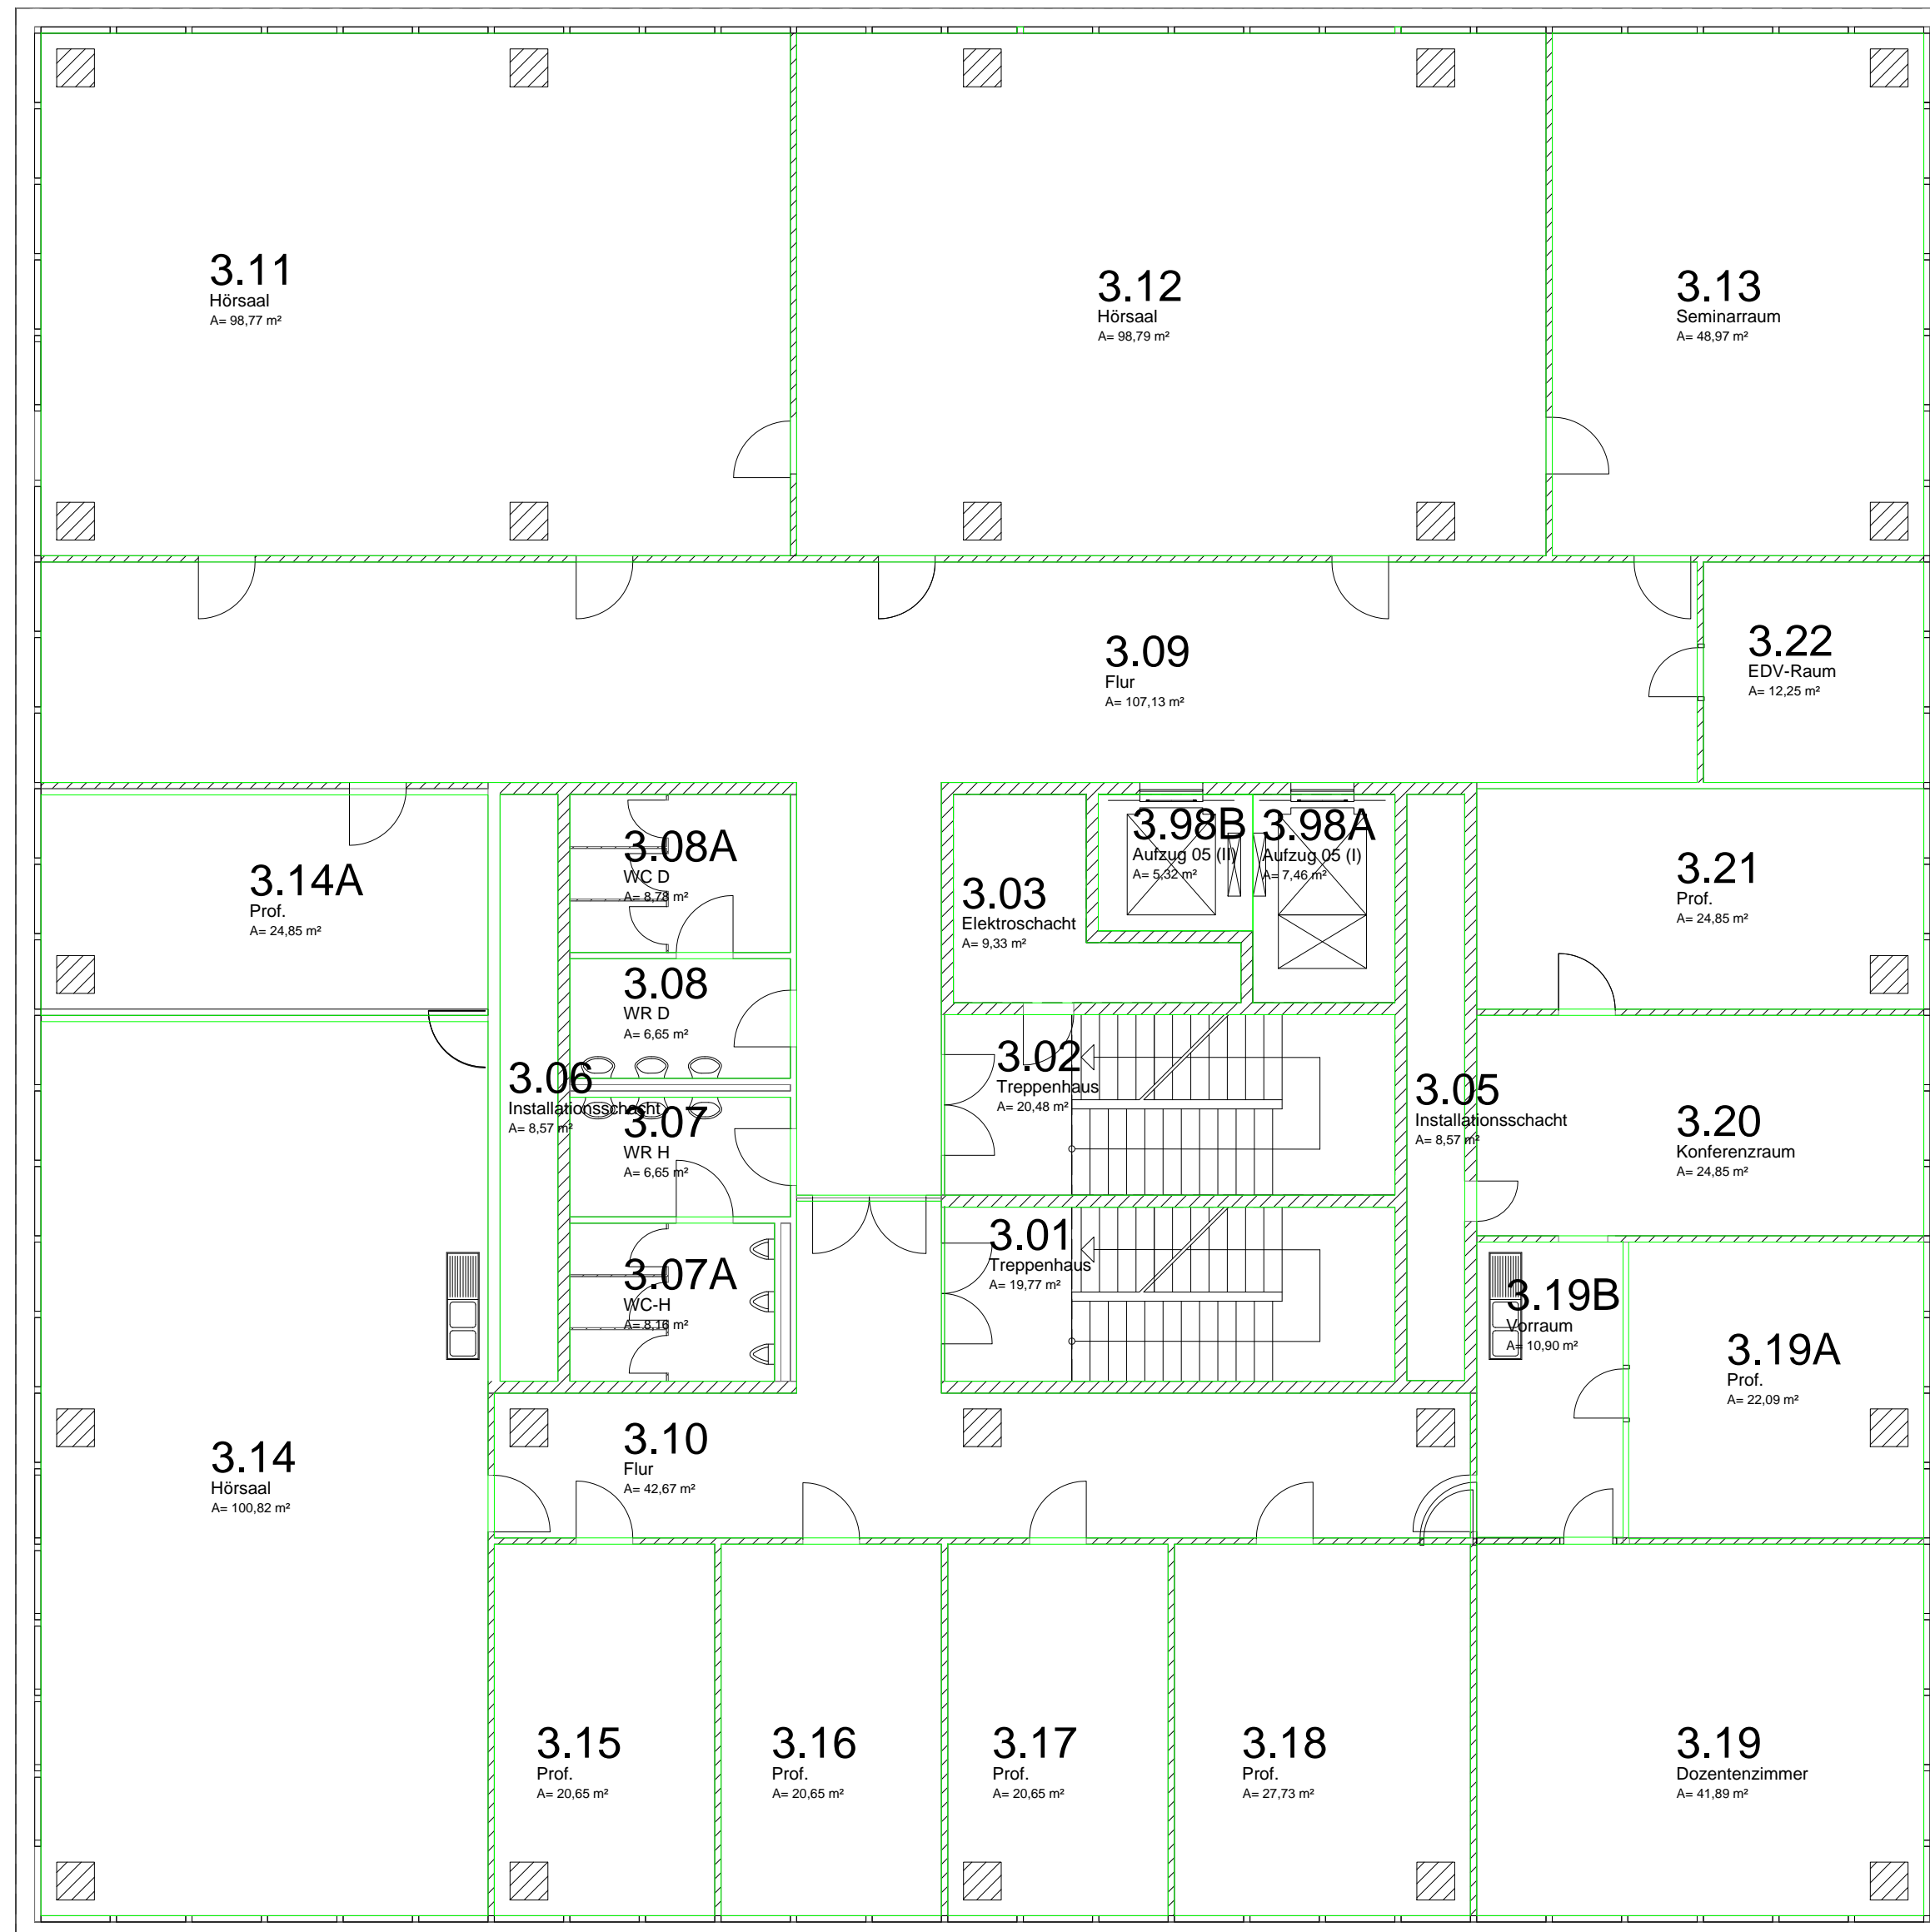 3.11
Hörsaal
A= 98,77 m²
3.12
Hörsaal
A= 98,79 m²
3.13
Seminarraum
A= 48,97 m²
3.09
Flur
A= 107,13 m²
3.22
EDV-Raum
A= 12,25 m²
3.14A
Prof.
A= 24,85 m²
3.08A
WC D
A= 8,78 m²
3.03
Elektroschacht
A= 9,33 m²
3.98B
Aufzug 05 (II)
A= 5,32 m²
3.98A
Aufzug 05 (I)
A= 7,46 m²
3.21
Prof.
A= 24,85 m²
3.08
WR D
A= 6,65 m²
3.06
Installationsschacht
A= 8,57 m²
3.07
WR H
A= 6,65 m²
3.02
Treppenhaus
A= 20,48 m²
3.05
Installationsschacht
A= 8,57 m²
3.20
Konferenzraum
A= 24,85 m²
3.07A
WC-H
A= 8,16 m²
3.01
Treppenhaus
A= 19,77 m²
3.19B
Vorraum
A= 10,90 m²
3.19A
Prof.
A= 22,09 m²
3.14
Hörsaal
A= 100,82 m²
3.10
Flur
A= 42,67 m²
3.15
Prof.
A= 20,65 m²
3.16
Prof.
A= 20,65 m²
3.17
Prof.
A= 20,65 m²
3.18
Prof.
A= 27,73 m²
3.19
Dozentenzimmer
A= 41,89 m²